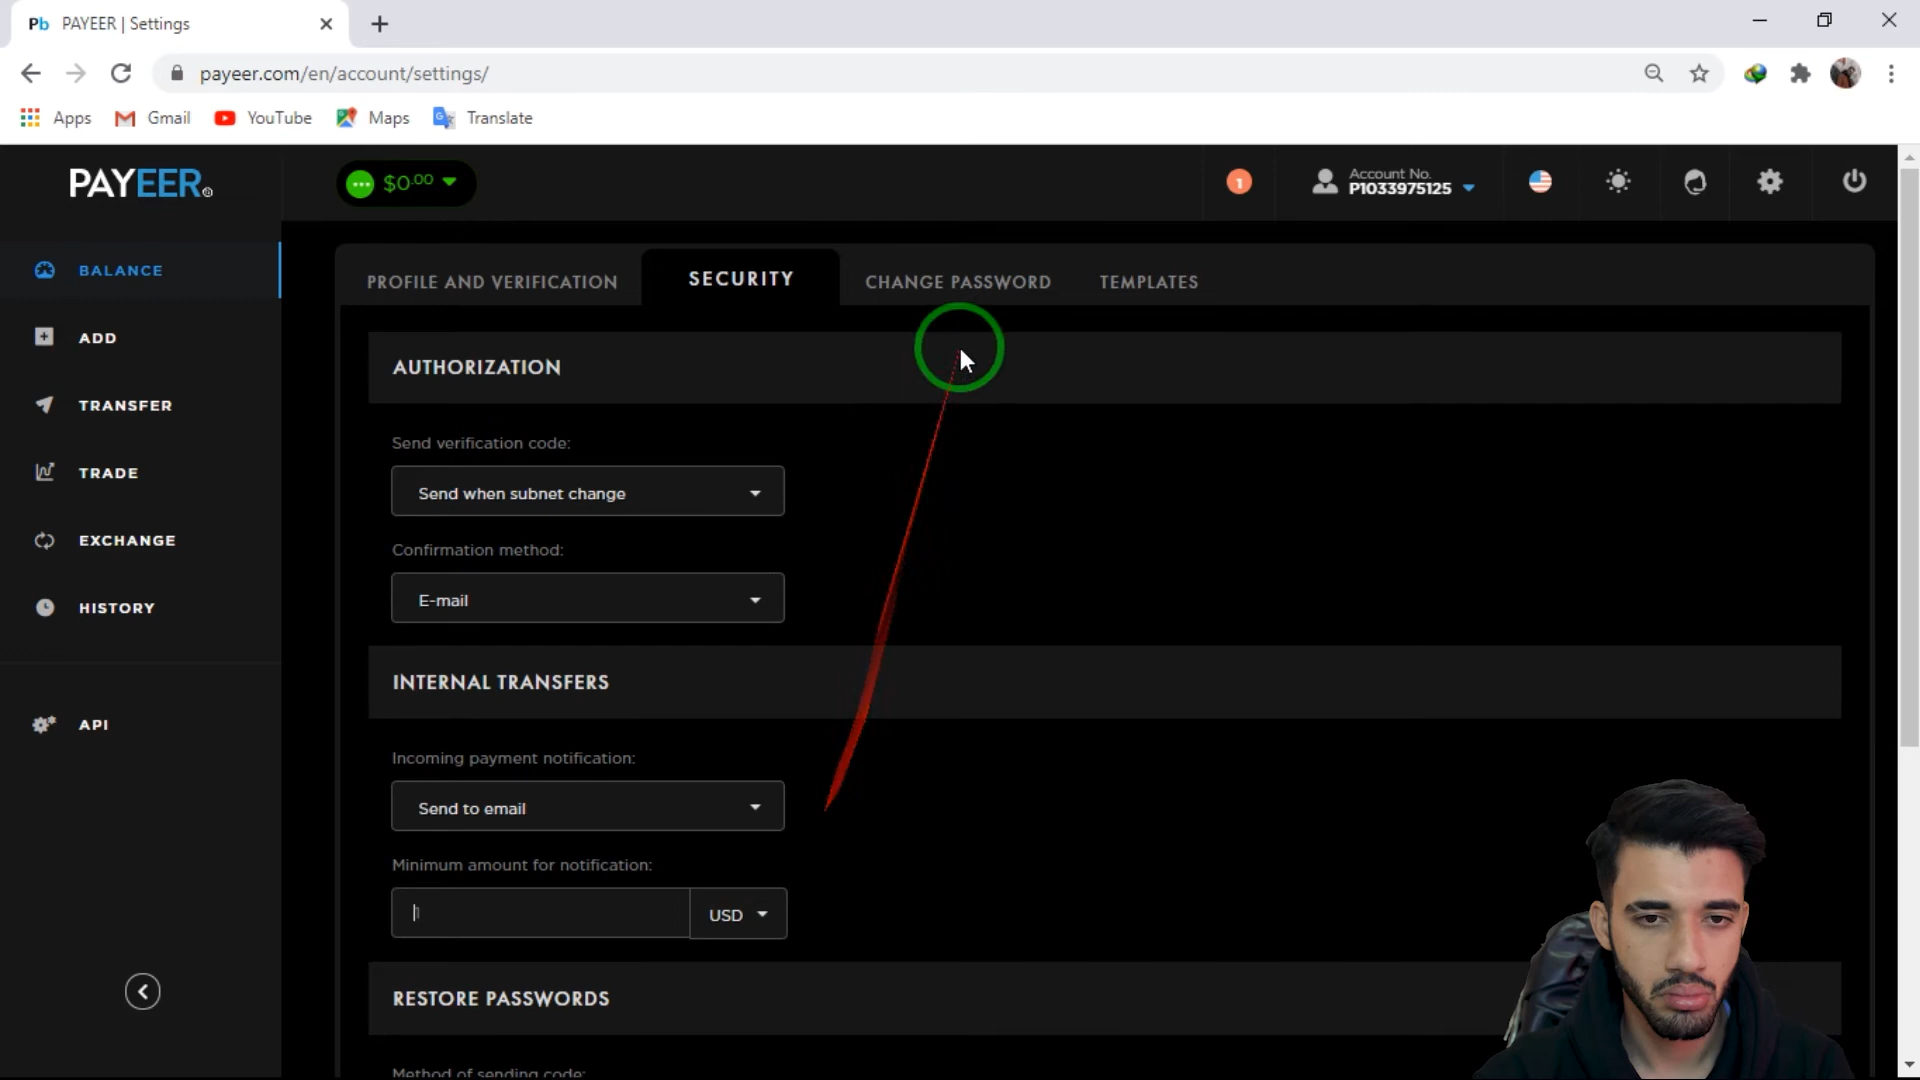 Pb PAYEER | Settings
payeer.com/en/account/settings/
Apps Gmail YouTube Maps Translate
PAYEER
$0.00
1
Account No.
P1033975125
BALANCE
ADD
TRANSFER
TRADE
EXCHANGE
HISTORY
API
PROFILE AND VERIFICATION SECURITY CHANGE PASSWORD TEMPLATES
AUTHORIZATION
Send verification code:
Send when subnet change
Confirmation method:
E-mail
INTERNAL TRANSFERS
Incoming payment notification:
Send to email
Minimum amount for notification:
USD
RESTORE PASSWORDS
Method of sending code: